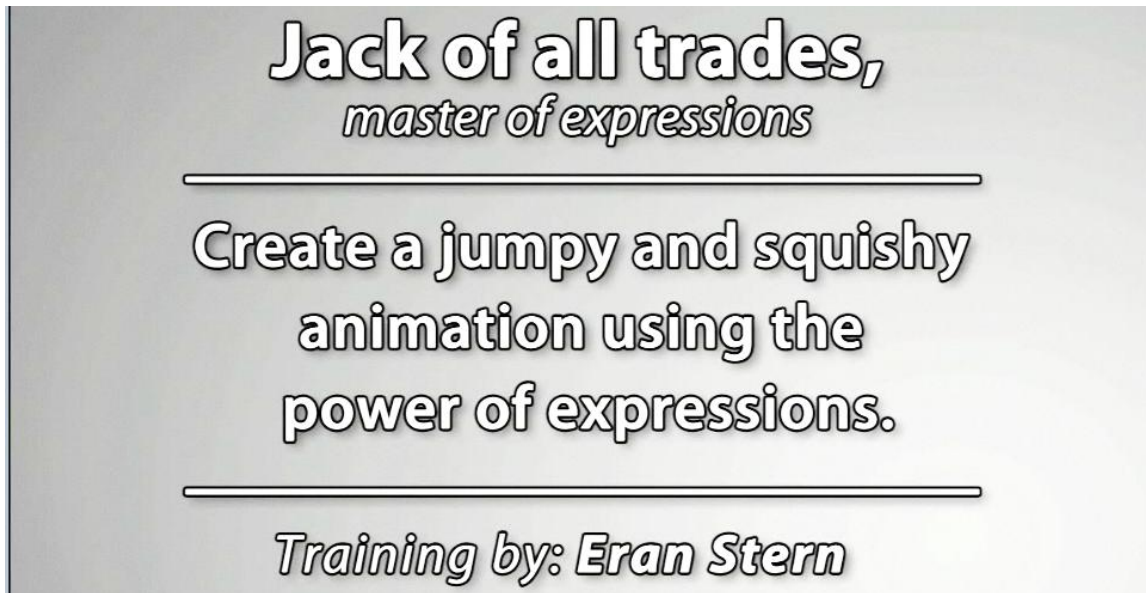 Jack of all trades,
master of expressions
Create a jumpy and squishy
animation using the
power of expressions.
Training by: Eran Stern